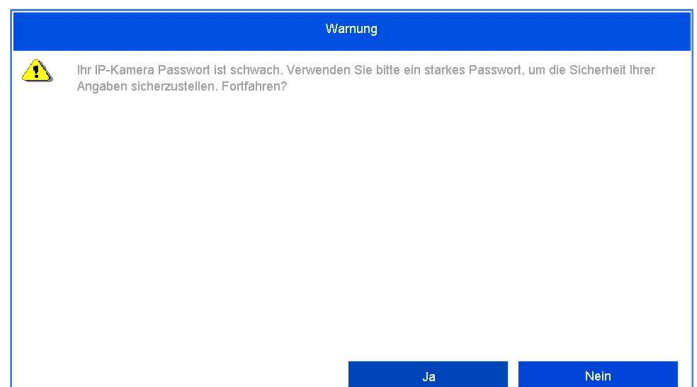 Warnung
Ihr IP-Kamera Passwort ist schwach. Verwenden Sie bitte ein starkes Passwort, um die Sicherheit Ihrer
Angaben sicherzustellen. Fortfahren?
Ja
Nein